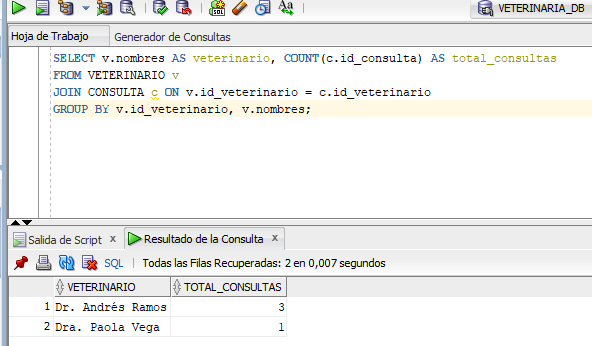 VETERINARIA_DB
Hoja de Trabajo Generador de Consultas
SELECT v.nombres AS veterinario, COUNT(c.id_consulta) AS total_consultas
FROM VETERINARIO v
JOIN CONSULTA c ON v.id_veterinario = c.id_veterinario
GROUP BY v.id_veterinario, v.nombres;
Salida de Script x Resultado de la Consulta x
SQL | Todas las Filas Recuperadas: 2 en 0,007 segundos
VETERINARIO TOTAL_CONSULTAS
1 Dr. Andrés Ramos 3
2 Dra. Paola Vega 1